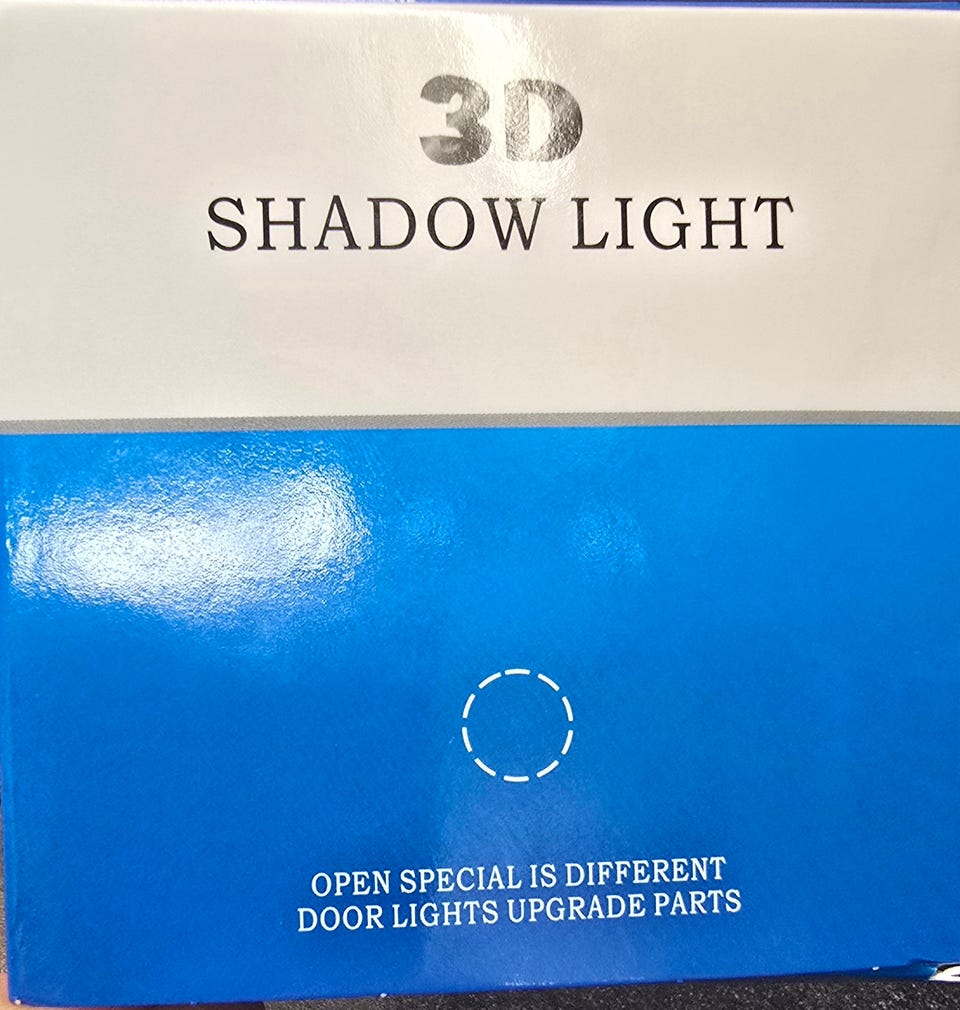 3D
SHADOW LIGHT
OPEN SPECIAL IS DIFFERENT
DOOR LIGHTS UPGRADE PARTS